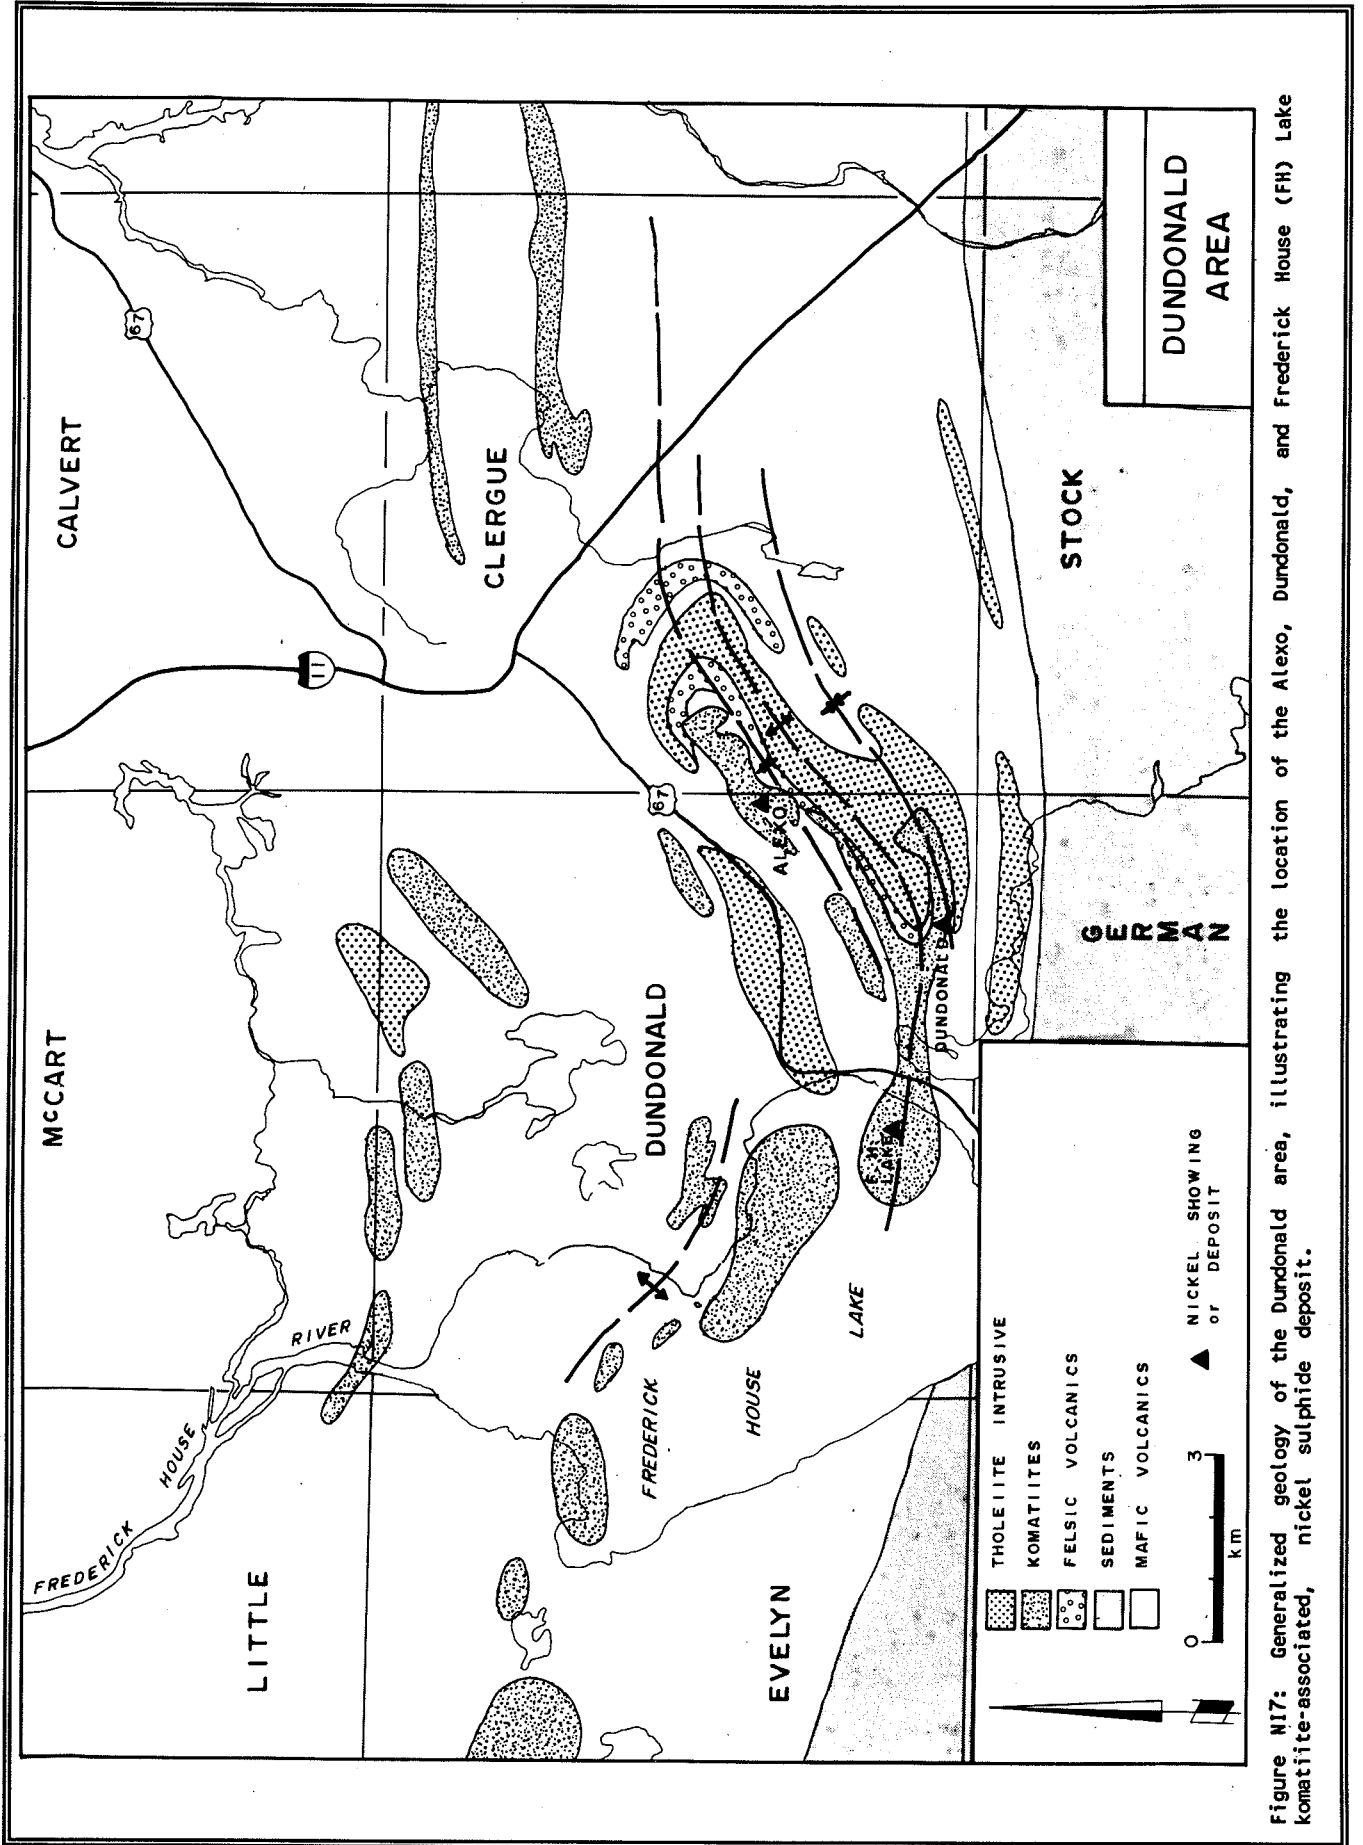 McCART
CALVERT
67
11
FREDERICK
HOUSE
RIVER
LITTLE
CLERGUE
DUNDONALD
67
ALEXO
FREDERICK
HOUSE
LAKE
EVELYN
F. H.
LAKE
DUNDONALD
STOCK
GERMAN
DUNDONALD
AREA
THOLEIITE INTRUSIVE
KOMATIITES
FELSIC VOLCANICS
SEDIMENTS
MAFIC VOLCANICS
NICKEL SHOWING
or DEPOSIT
0 3
km
Figure NI7: Generalized geology of the Dundonald area, illustrating the location of the Alexo, Dundonald, and Frederick House (FH) Lake
komatiite-associated, nickel sulphide deposit.